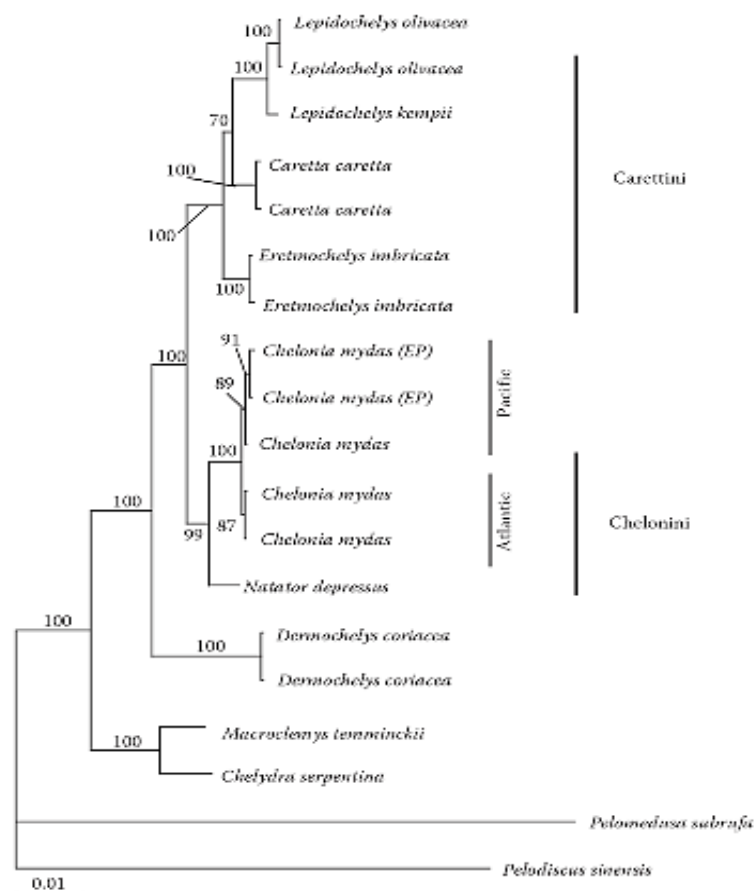 Lepidochelys olivacea
100
Lepidochelys olivacea
100
Lepidochelys kempii
70
Caretta caretta
100
Carettini
Caretta caretta
100
Eretmochelys imbricata
100
Eretmochelys imbricata
91
Chelonia mydas (EP)
100
89
Chelonia mydas (EP)
Pacific
Chelonia mydas
100
Chelonia mydas
100
Atlantic
Chelonini
99
87
Chelonia mydas
Natator depressus
100
Dermochelys coriacea
100
Dermochelys coriacea
Macroclemys temminckii
100
Chelydra serpentina
Pelomedusa subrufa
Pelodiscus sinensis
0.01